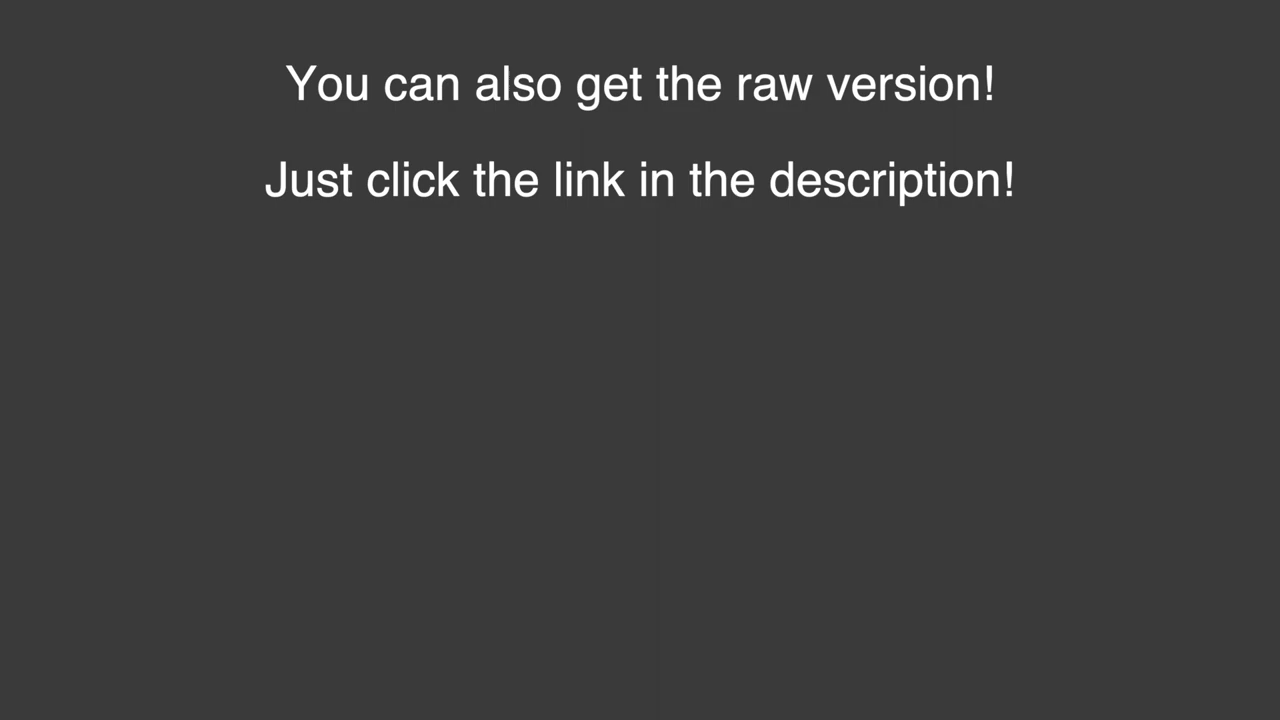 You can also get the raw version!
Just click the link in the description!